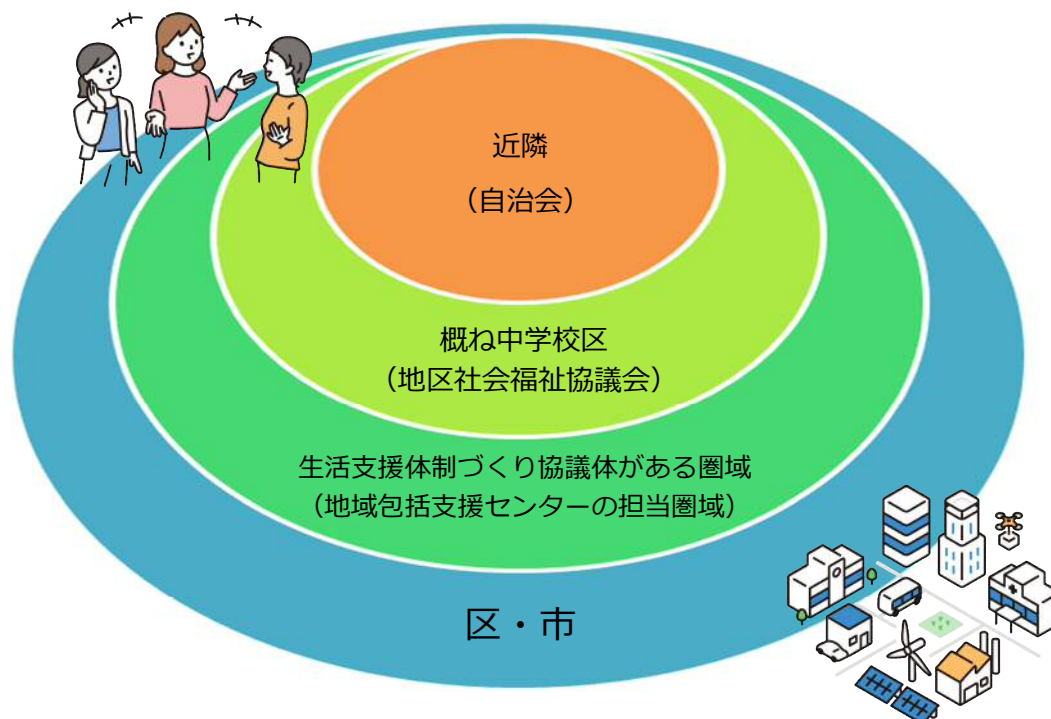 近隣
（自治会）
概ね中学校区
（地区社会福祉協議会）
生活支援体制づくり協議体がある圏域
（地域包括支援センターの担当圏域）
区・市